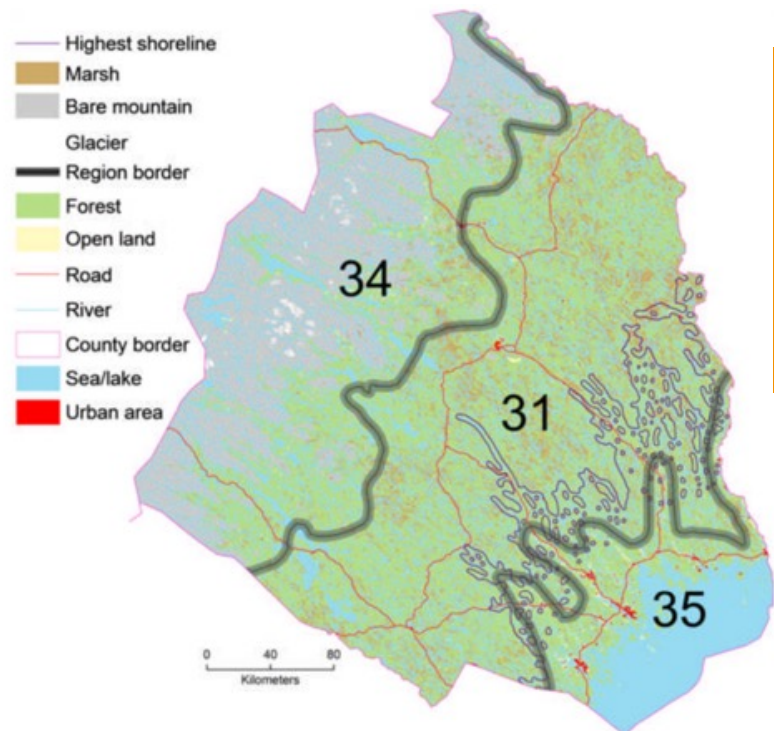 Highest shoreline
Marsh
Bare mountain
Glacier
Region border
Forest
Open land
Road
River
County border
Sea/lake
Urban area
34
31
35
0 40 80
Kilometers